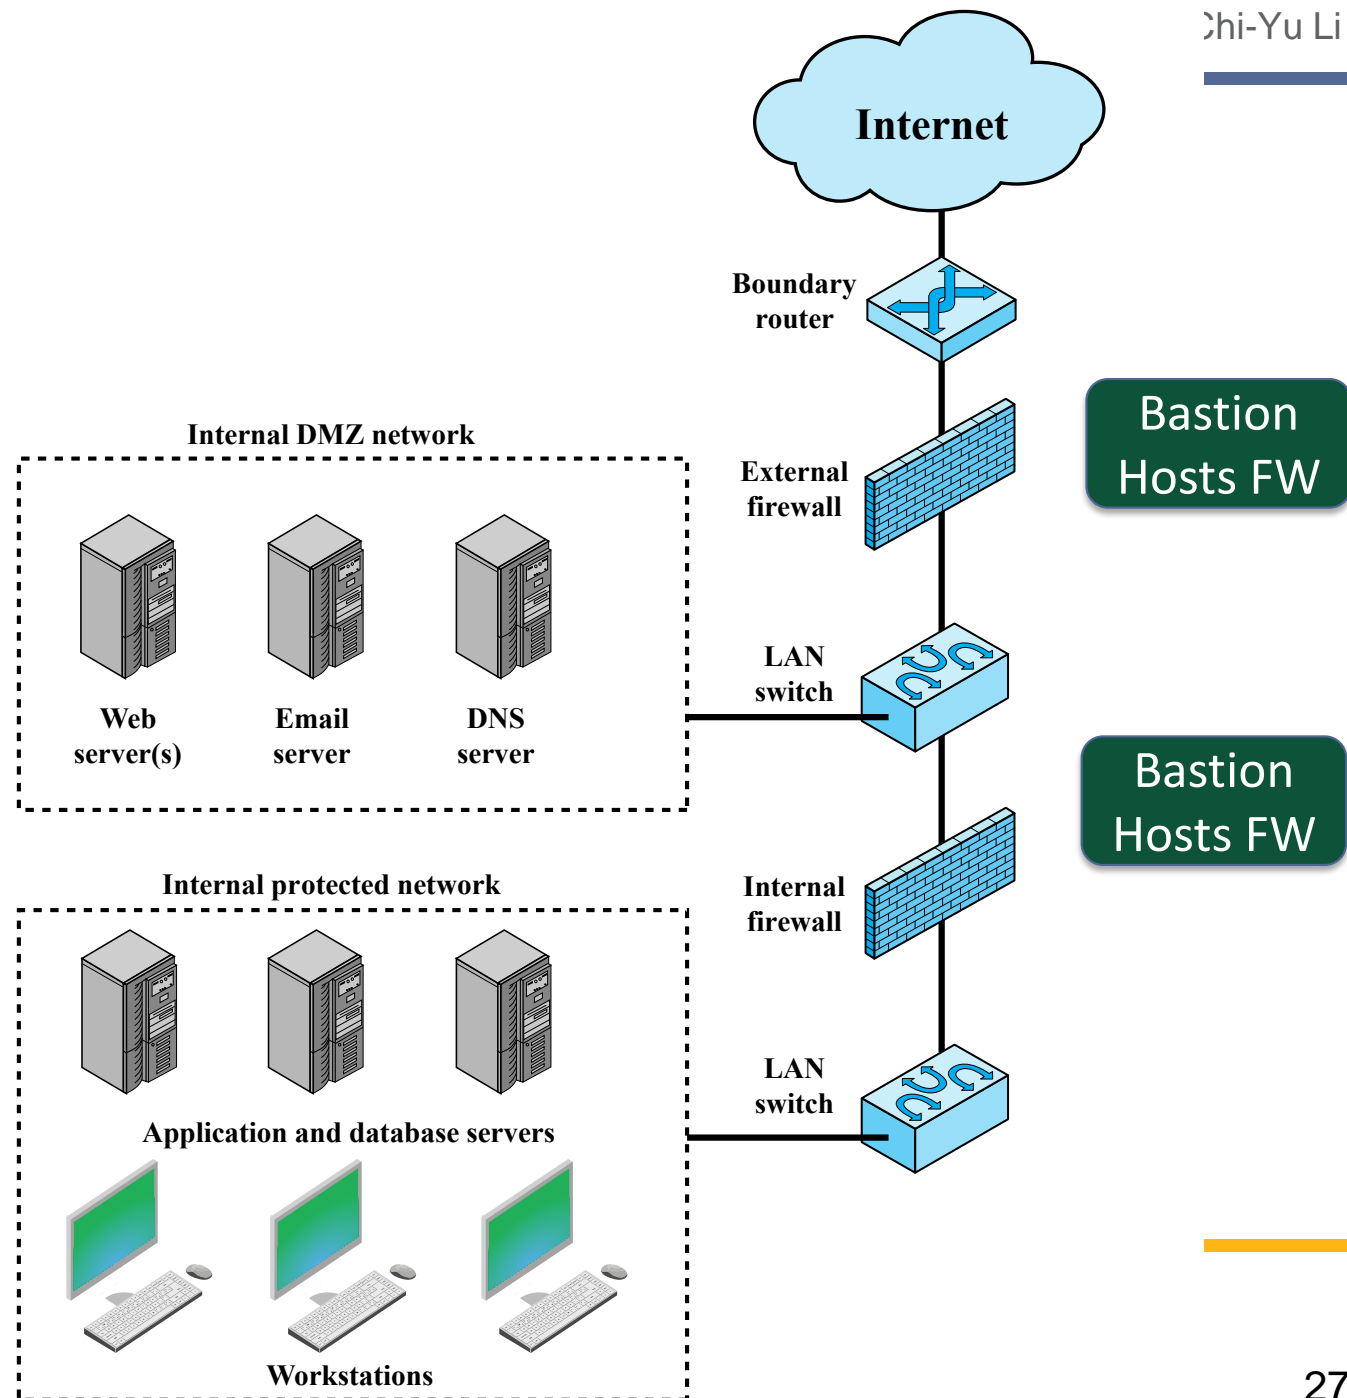 Chi-Yu Li
Internet
Boundary
router
Bastion
Hosts FW
Internal DMZ network
External
firewall
LAN
switch
Web
server(s)
Email
server
DNS
server
Bastion
Hosts FW
Internal protected network
Internal
firewall
LAN
switch
Application and database servers
Workstations
27